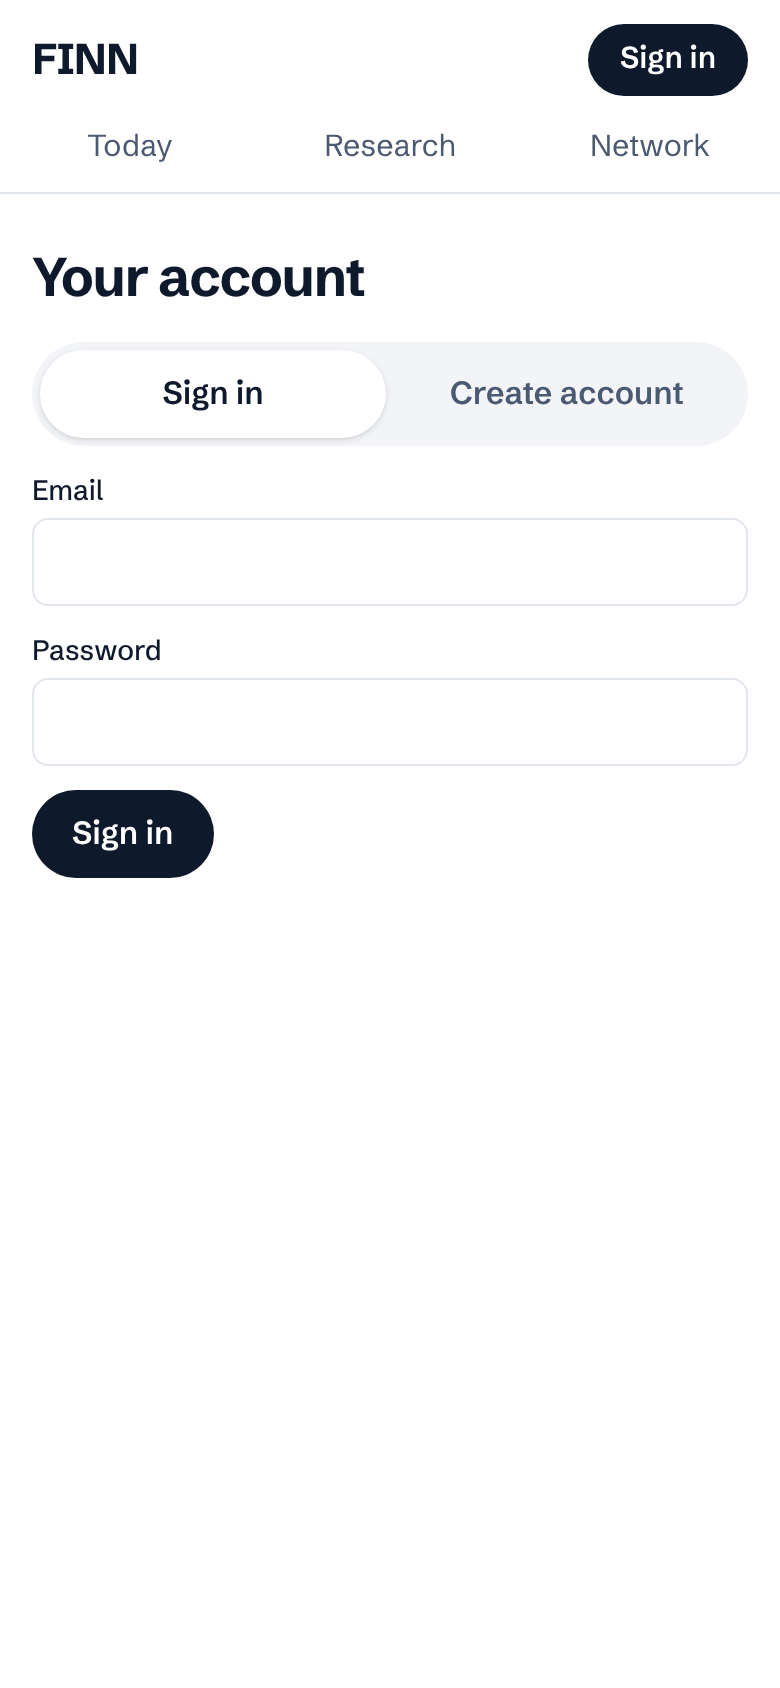 FINN
Sign in
Today
Research
Network
Your account
Sign in
Create account
Email
Password
Sign in